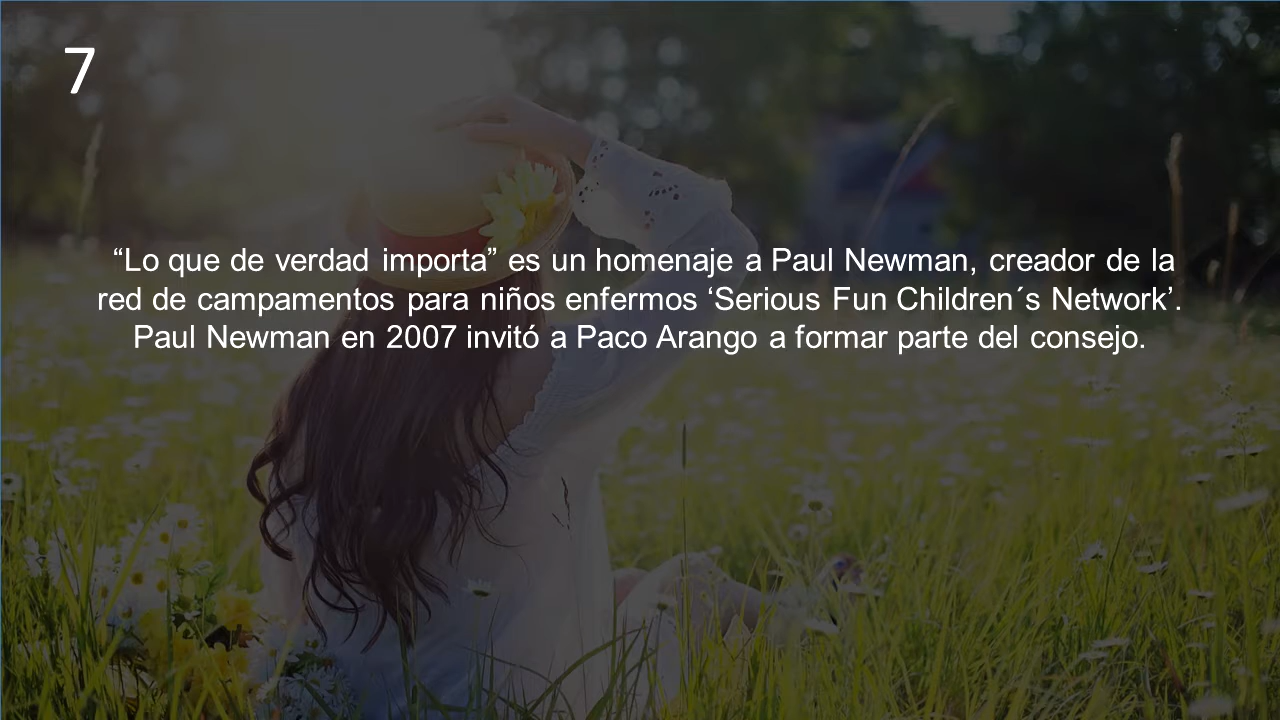 7
“Lo que de verdad importa” es un homenaje a Paul Newman, creador de la
red de campamentos para niños enfermos ‘Serious Fun Children´s Network’.
Paul Newman en 2007 invitó a Paco Arango a formar parte del consejo.